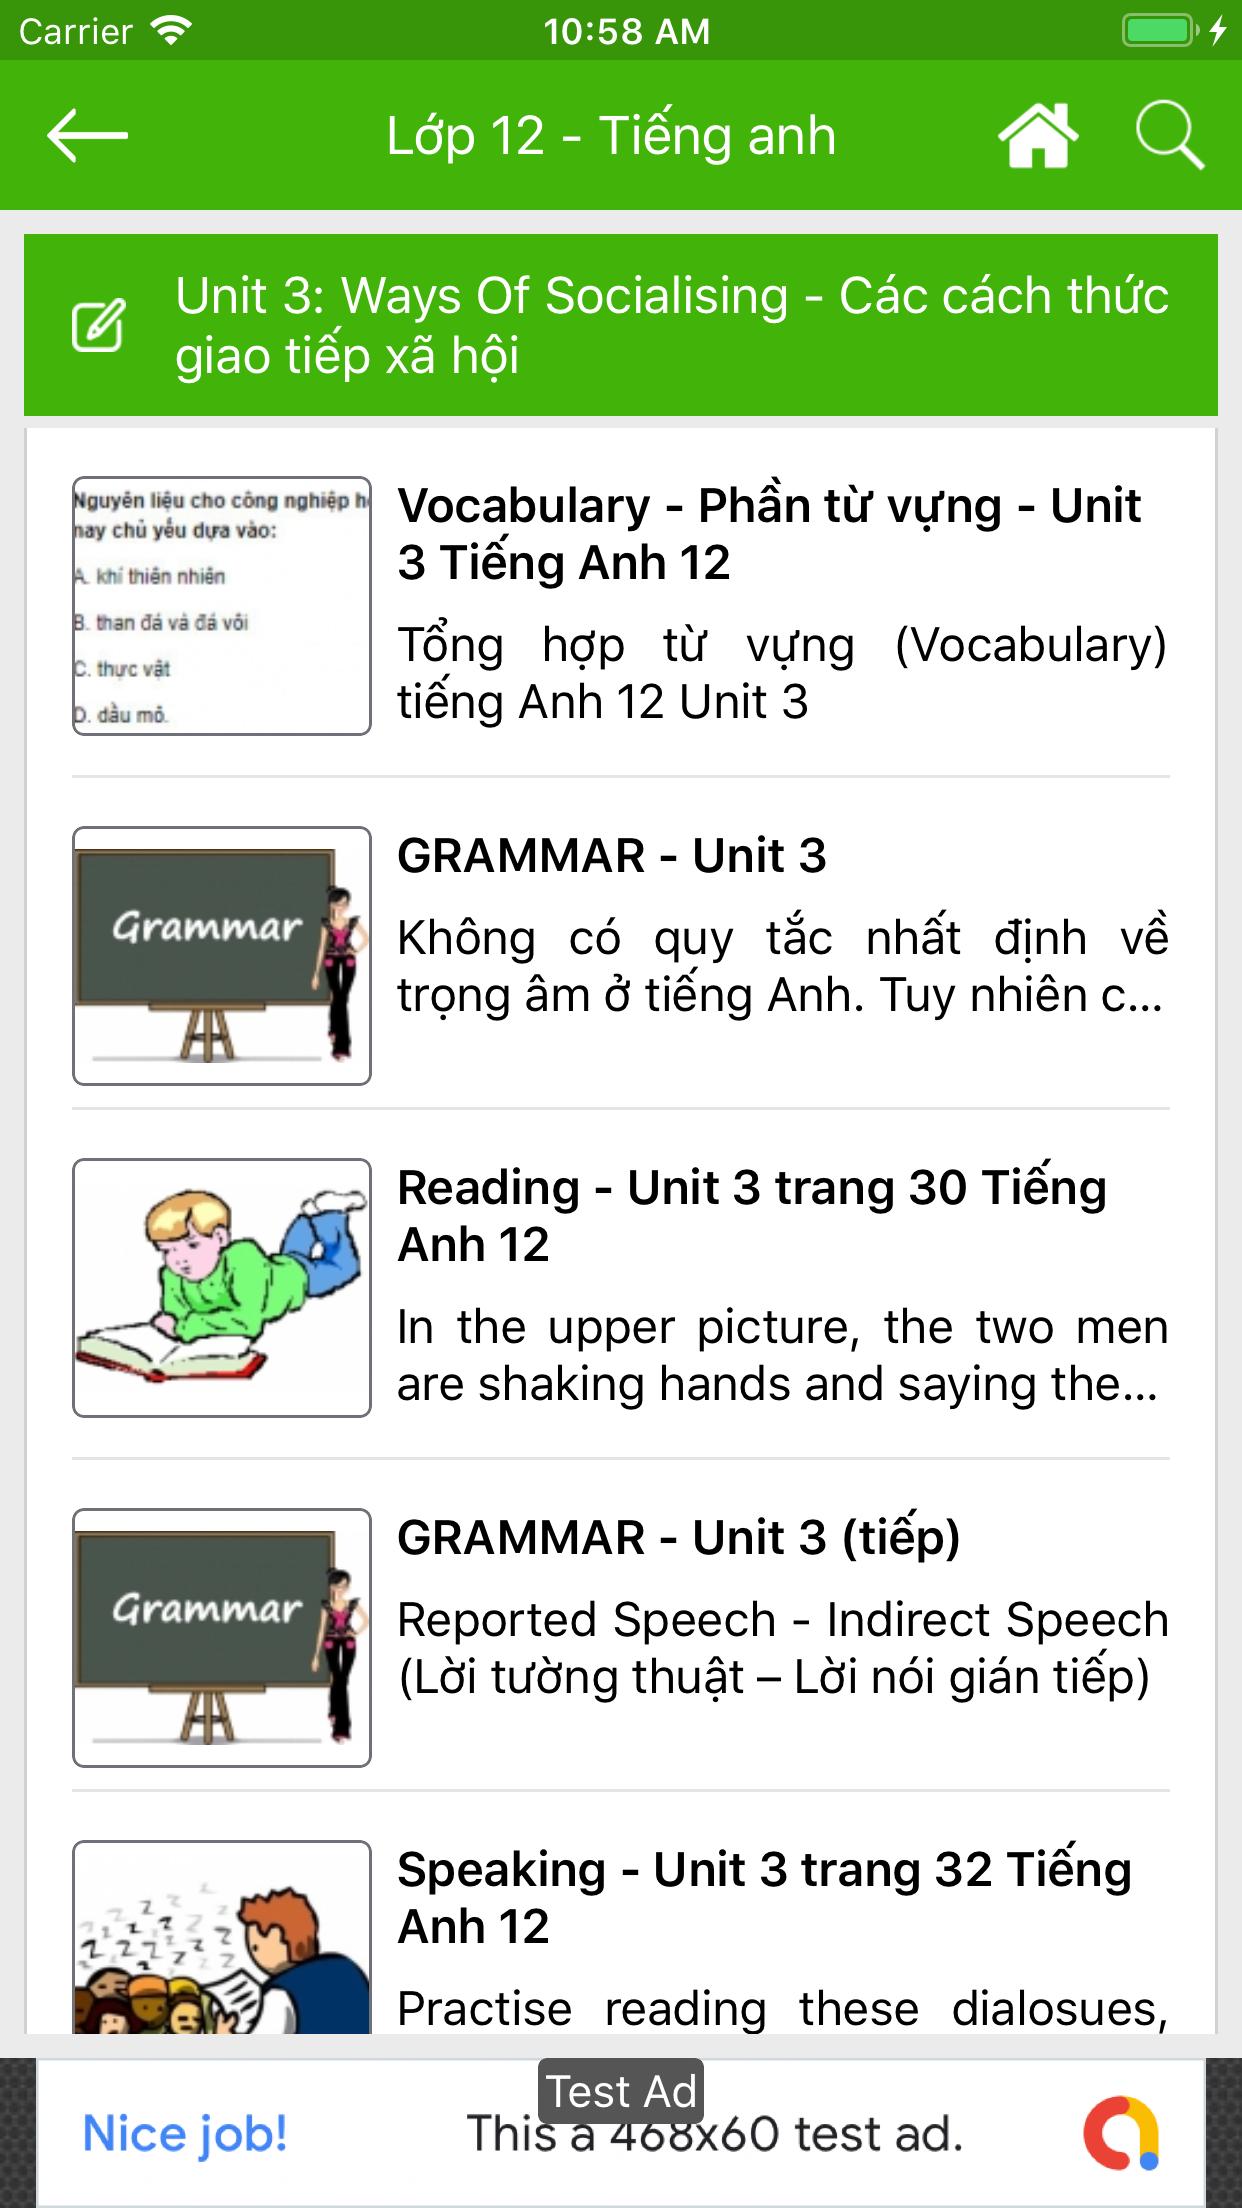 Carrier
10:58 AM
Lớp 12 - Tiếng anh
Unit 3: Ways Of Socialising - Các cách thức
giao tiếp xã hội
Nguyên liệu cho công nghiệp
nay chủ yếu dựa vào:
A. khí thiên nhiên
B. than đá và đá vôi
C. thực vật
D. dầu mỏ.
Vocabulary - Phần từ vựng - Unit
3 Tiếng Anh 12
Tổng hợp từ vựng (Vocabulary)
tiếng Anh 12 Unit 3
Grammar
GRAMMAR - Unit 3
Không có quy tắc nhất định về
trọng âm ở tiếng Anh. Tuy nhiên c...
Reading - Unit 3 trang 30 Tiếng
Anh 12
In the upper picture, the two men
are shaking hands and saying the...
Grammar
GRAMMAR - Unit 3 (tiếp)
Reported Speech - Indirect Speech
(Lời tường thuật – Lời nói gián tiếp)
Speaking - Unit 3 trang 32 Tiếng
Anh 12
Practise reading these dialosues,
Test Ad
Nice job!
This a 468x60 test ad.